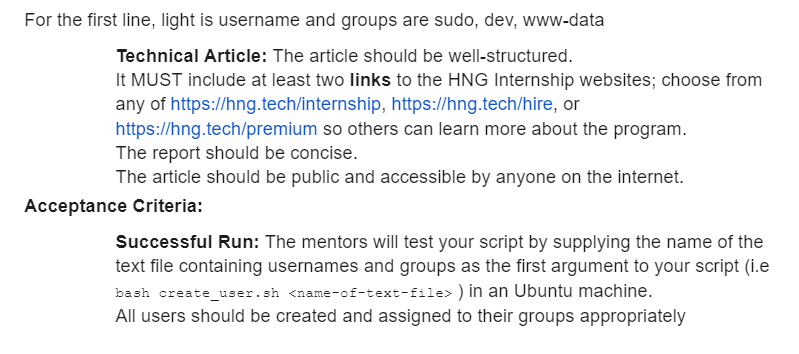 For the first line, light is username and groups are sudo, dev, www-data
Technical Article: The article should be well-structured.
It MUST include at least two links to the HNG Internship websites; choose from
any of https://hng.tech/internship, https://hng.tech/hire, or
https://hng.tech/premium so others can learn more about the program.
The report should be concise.
The article should be public and accessible by anyone on the internet.
Acceptance Criteria:
Successful Run: The mentors will test your script by supplying the name of the
text file containing usernames and groups as the first argument to your script (i.e
bash create_user.sh <name-of-text-file> ) in an Ubuntu machine.
All users should be created and assigned to their groups appropriately